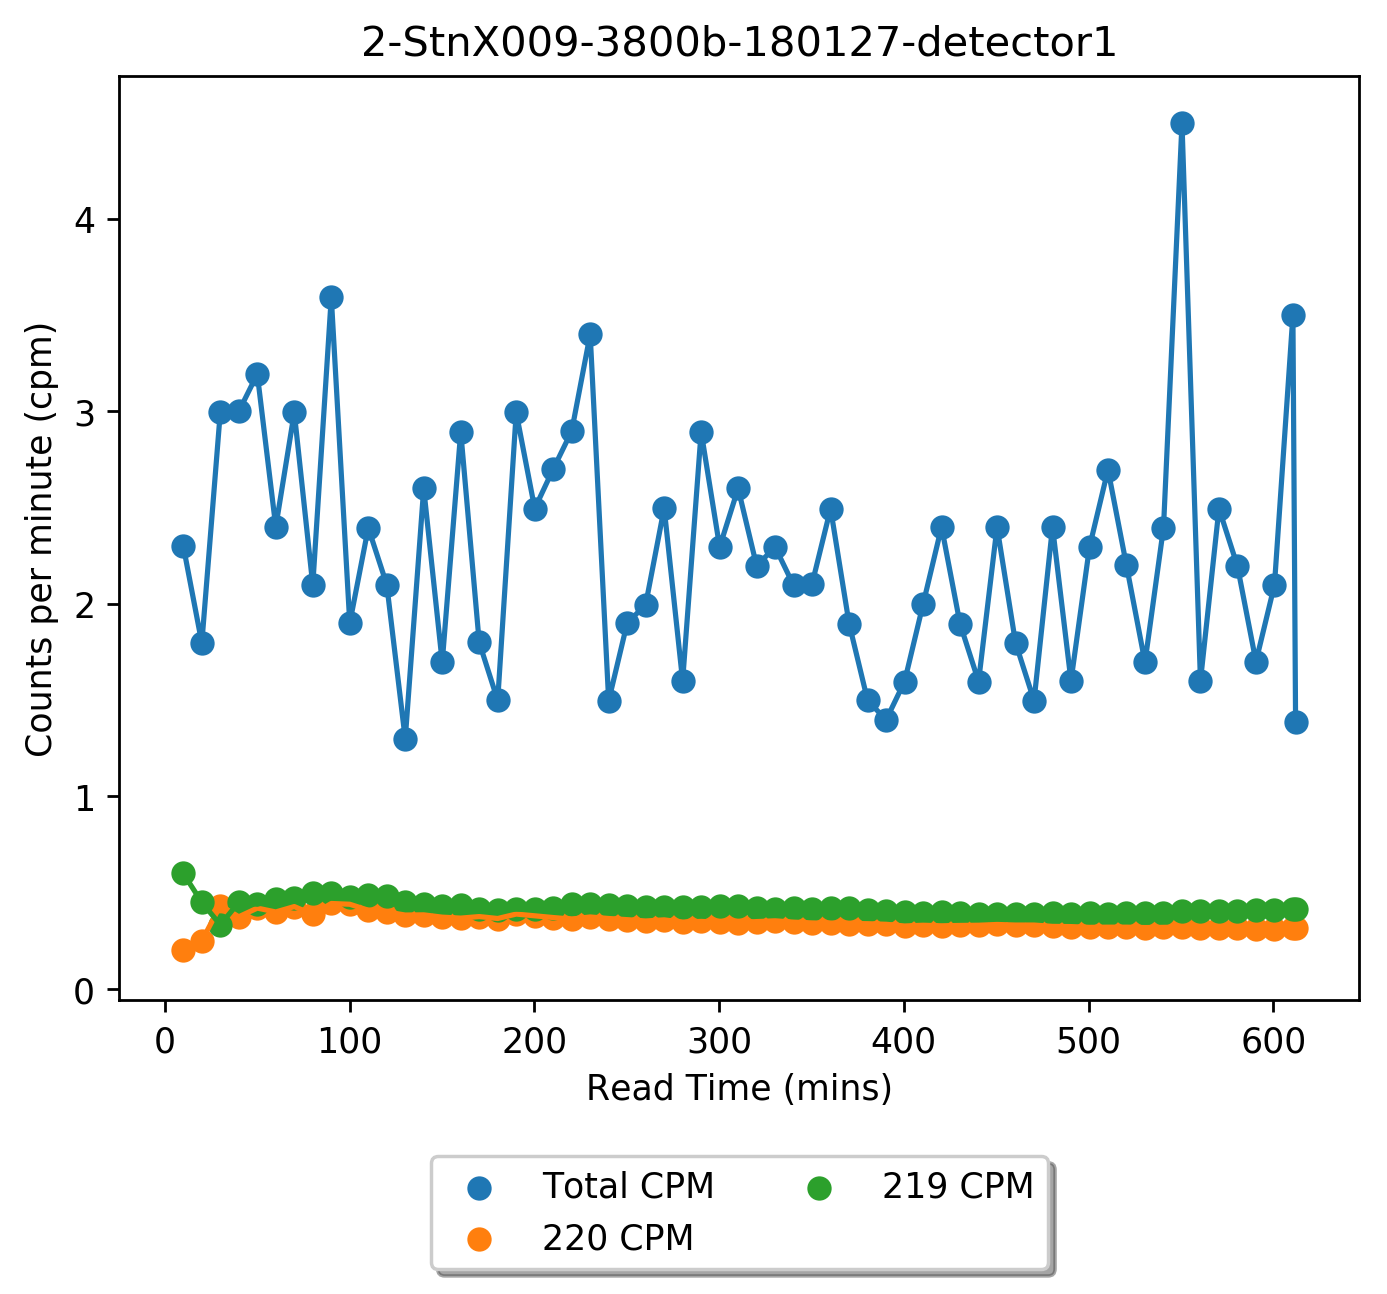 2-StnX009-3800b-180127-detector1
Counts per minute (cpm)
4
3
2
1
0
0 100 200 300 400 500 600
Read Time (mins)
Total CPM 219 CPM
220 CPM